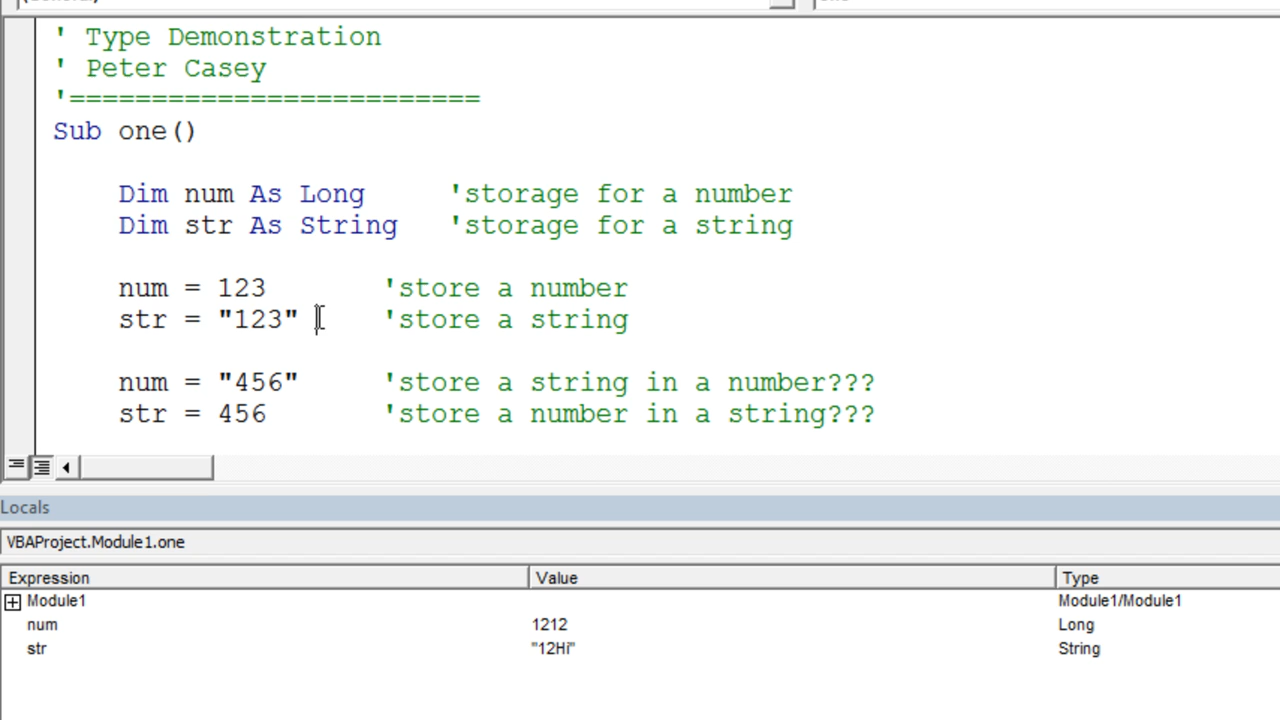 ' Type Demonstration
' Peter Casey
'=========================
Sub one()
Dim num As Long 'storage for a number
Dim str As String 'storage for a string
num = 123 'store a number
str = "123" 'store a string
num = "456" 'store a string in a number???
str = 456 'store a number in a string???
Locals
VBAProject.Module1.one
Expression Value Type
Module1 Module1/Module1
num 1212 Long
str "12Hi" String